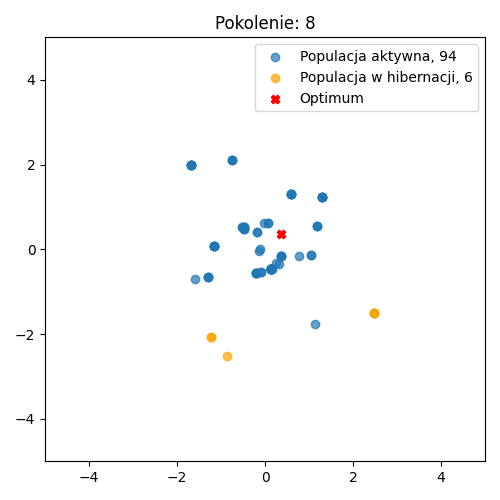 Pokolenie: 8
Populacja aktywna, 94
Populacja w hibernacji, 6
Optimum
4
2
0
−2
−4
−4 −2 0 2 4